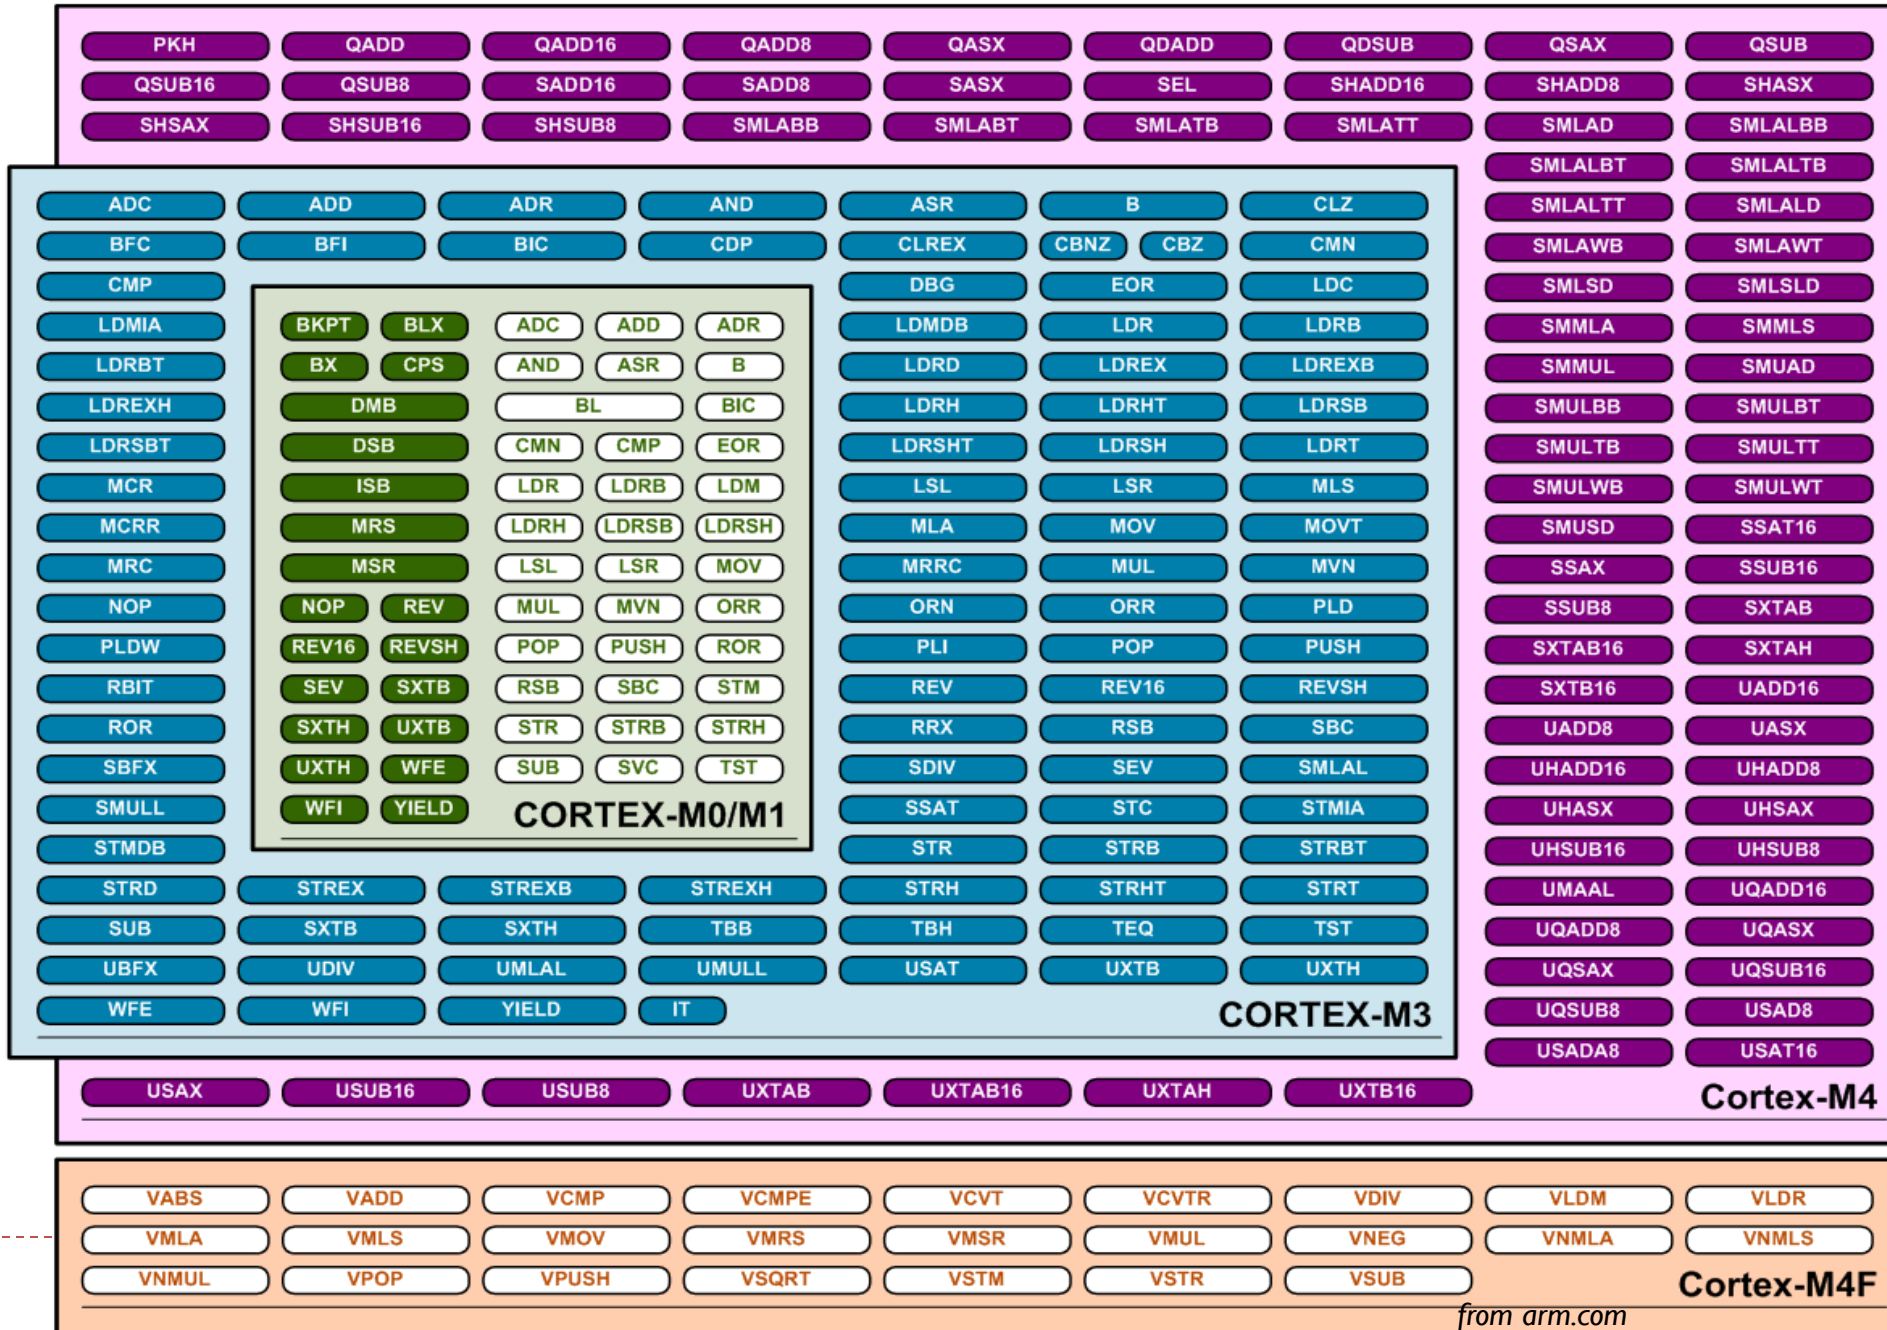 PKH QADD QADD16 QADD8 QASX QDADD QDSUB QSAX QSUB
QSUB16 QSUB8 SADD16 SADD8 SASX SEL SHADD16 SHADD8 SHASX
SHSAX SHSUB16 SHSUB8 SMLABB SMLABT SMLATB SMLATT SMLAD SMLALBB
SMLALBT SMLALTB
ADC ADD ADR AND ASR B CLZ SMLALTT SMLALD
BFC BFI BIC CDP CLREX CBNZ CBZ CMN SMLAWB SMLAWT
CMP DBG EOR LDC SMLSD SMLSLD
LDMIA BKPT BLX ADC ADD ADR LDMDB LDR LDRB SMMLA SMMLS
LDRBT BX CPS AND ASR B LDRD LDREX LDREXB SMMUL SMUAD
LDREXH DMB BL BIC LDRH LDRHT LDRSB SMULBB SMULBT
LDRSBT DSB CMN CMP EOR LDRSHT LDRSH LDRT SMULTB SMULTT
MCR ISB LDR LDRB LDM LSL LSR MLS SMULWB SMULWT
MCRR MRS LDRH LDRSB LDRSH MLA MOV MOVT SMUSD SSAT16
MRC MSR LSL LSR MOV MRRC MUL MVN SSAX SSUB16
NOP NOP REV MUL MVN ORR ORN ORR PLD SSUB8 SXTAB
PLDW REV16 REVSH POP PUSH ROR PLI POP PUSH SXTAB16 SXTAH
RBIT SEV SXTB RSB SBC STM REV REV16 REVSH SXTB16 UADD16
ROR SXTH UXTB STR STRB STRH RRX RSB SBC UADD8 UASX
SBFX UXTH WFE SUB SVC TST SDIV SEV SMLAL UHADD16 UHADD8
SMULL WFI YIELD CORTEX-M0/M1 SSAT STC STMIA UHASX UHSAX
STMDB STR STRB STRBT UHSUB16 UHSUB8
STRD STREX STREXB STREXH STRH STRHT STRT UMAAL UQADD16
SUB SXTB SXTH TBB TBH TEQ TST UQADD8 UQASX
UBFX UDIV UMLAL UMULL USAT UXTB UXTH UQSAX UQSUB16
WFE WFI YIELD IT CORTEX-M3 UQSUB8 USAD8
USADA8 USAT16
USAX USUB16 USUB8 UXTAB UXTAB16 UXTAH UXTB16 Cortex-M4
VABS VADD VCMP VCMPE VCVT VCVTR VDIV VLDM VLDR
VMLA VMLS VMOV VMRS VMSR VMUL VNEG VNMLA VNMLS
VNMUL VPOP VPUSH VSQRT VSTM VSTR VSUB Cortex-M4F
from arm.com